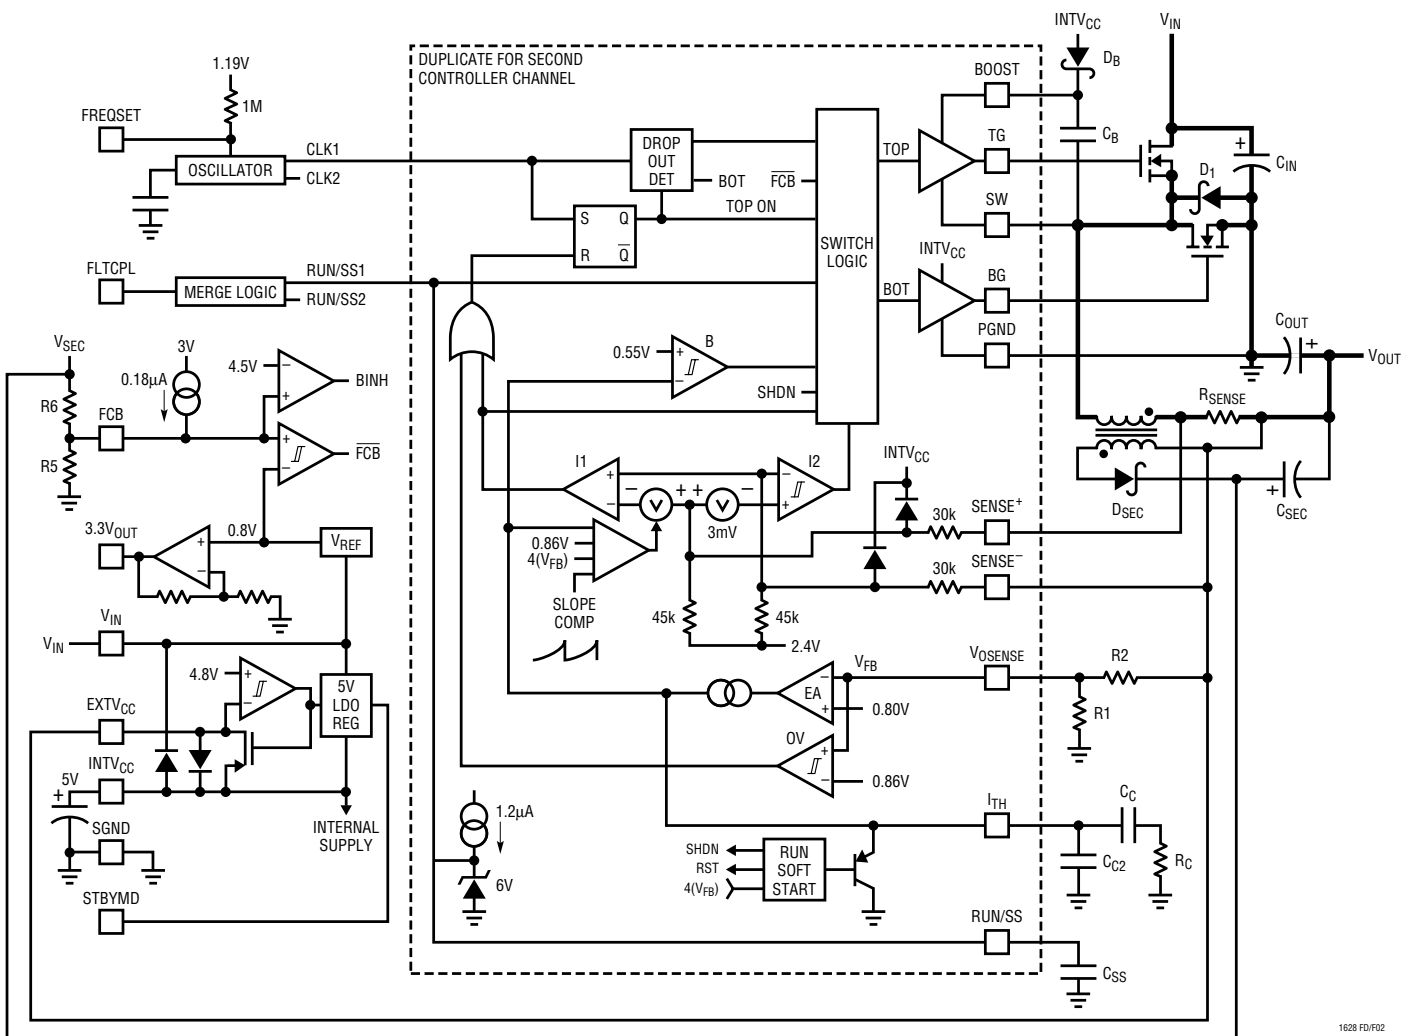 INTVCC
VIN
DUPLICATE FOR SECOND
CONTROLLER CHANNEL
DB
1.19V
BOOST
1M
FREQSET
CB
DROP
OUT
DET
TG
+
CLK1
TOP
CIN
OSCILLATOR
D1
CLK2
BOT
FCB
SW
TOP ON
S
Q
SWITCH
LOGIC
R
Q
INTVCC
FLTCPL
RUN/SS1
BG
MERGE LOGIC
BOT
RUN/SS2
PGND
COUT
+
VSEC
3V
B
0.55V
+
−
VOUT
4.5V
−
+
BINH
0.18µA
SHDN
RSENSE
R6
FCB
+
−
FCB
R5
I1
I2
INTVCC
+
−
−
+
+
−
−
+
3mV
DSEC
+
CSEC
30k
SENSE+
3.3VOUT
0.8V
+
−
VREF
0.86V
4(VFB)
SENSE−
30k
SLOPE
COMP
45k
45k
VIN
VIN
2.4V
VFB
VOSENSE
R2
4.8V
+
−
5V
LDO
REG
−
EA
+
0.80V
R1
EXTVCC
OV
+
−
0.86V
INTVCC
5V
+
ITH
CC
1.2µA
SGND
INTERNAL
SUPPLY
SHDN
RST
4(VFB)
RUN
SOFT
START
CC2
RC
6V
STBYMD
RUN/SS
CSS
1628 FD/F02